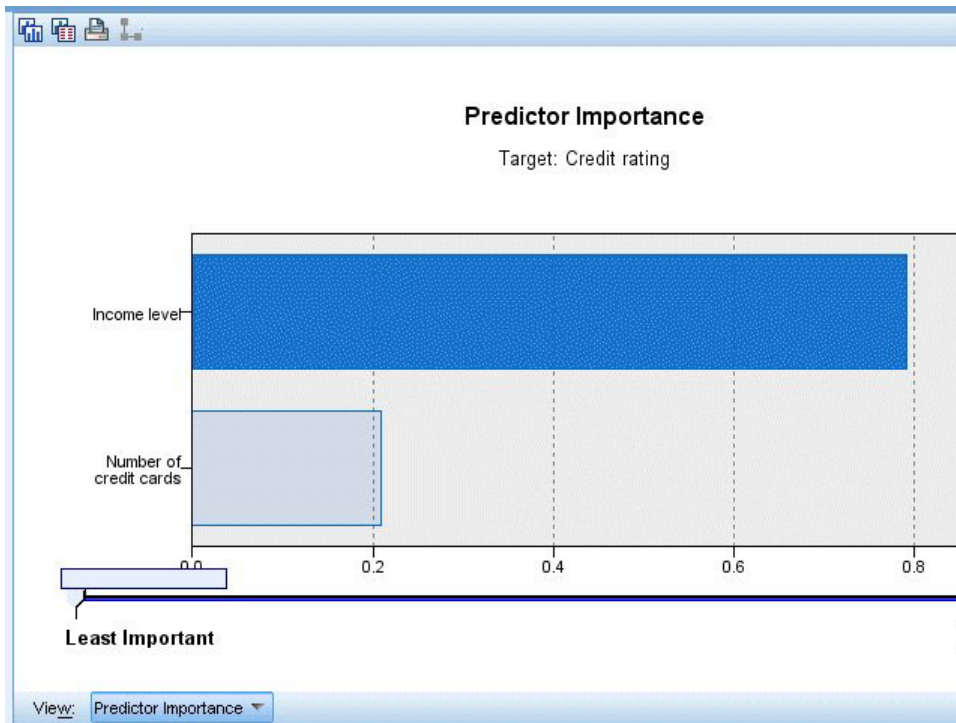 Predictor Importance
Target: Credit rating
Income level
Number of
credit cards
0.0
0.2
0.4
0.6
0.8
Least Important
View:
Predictor Importance